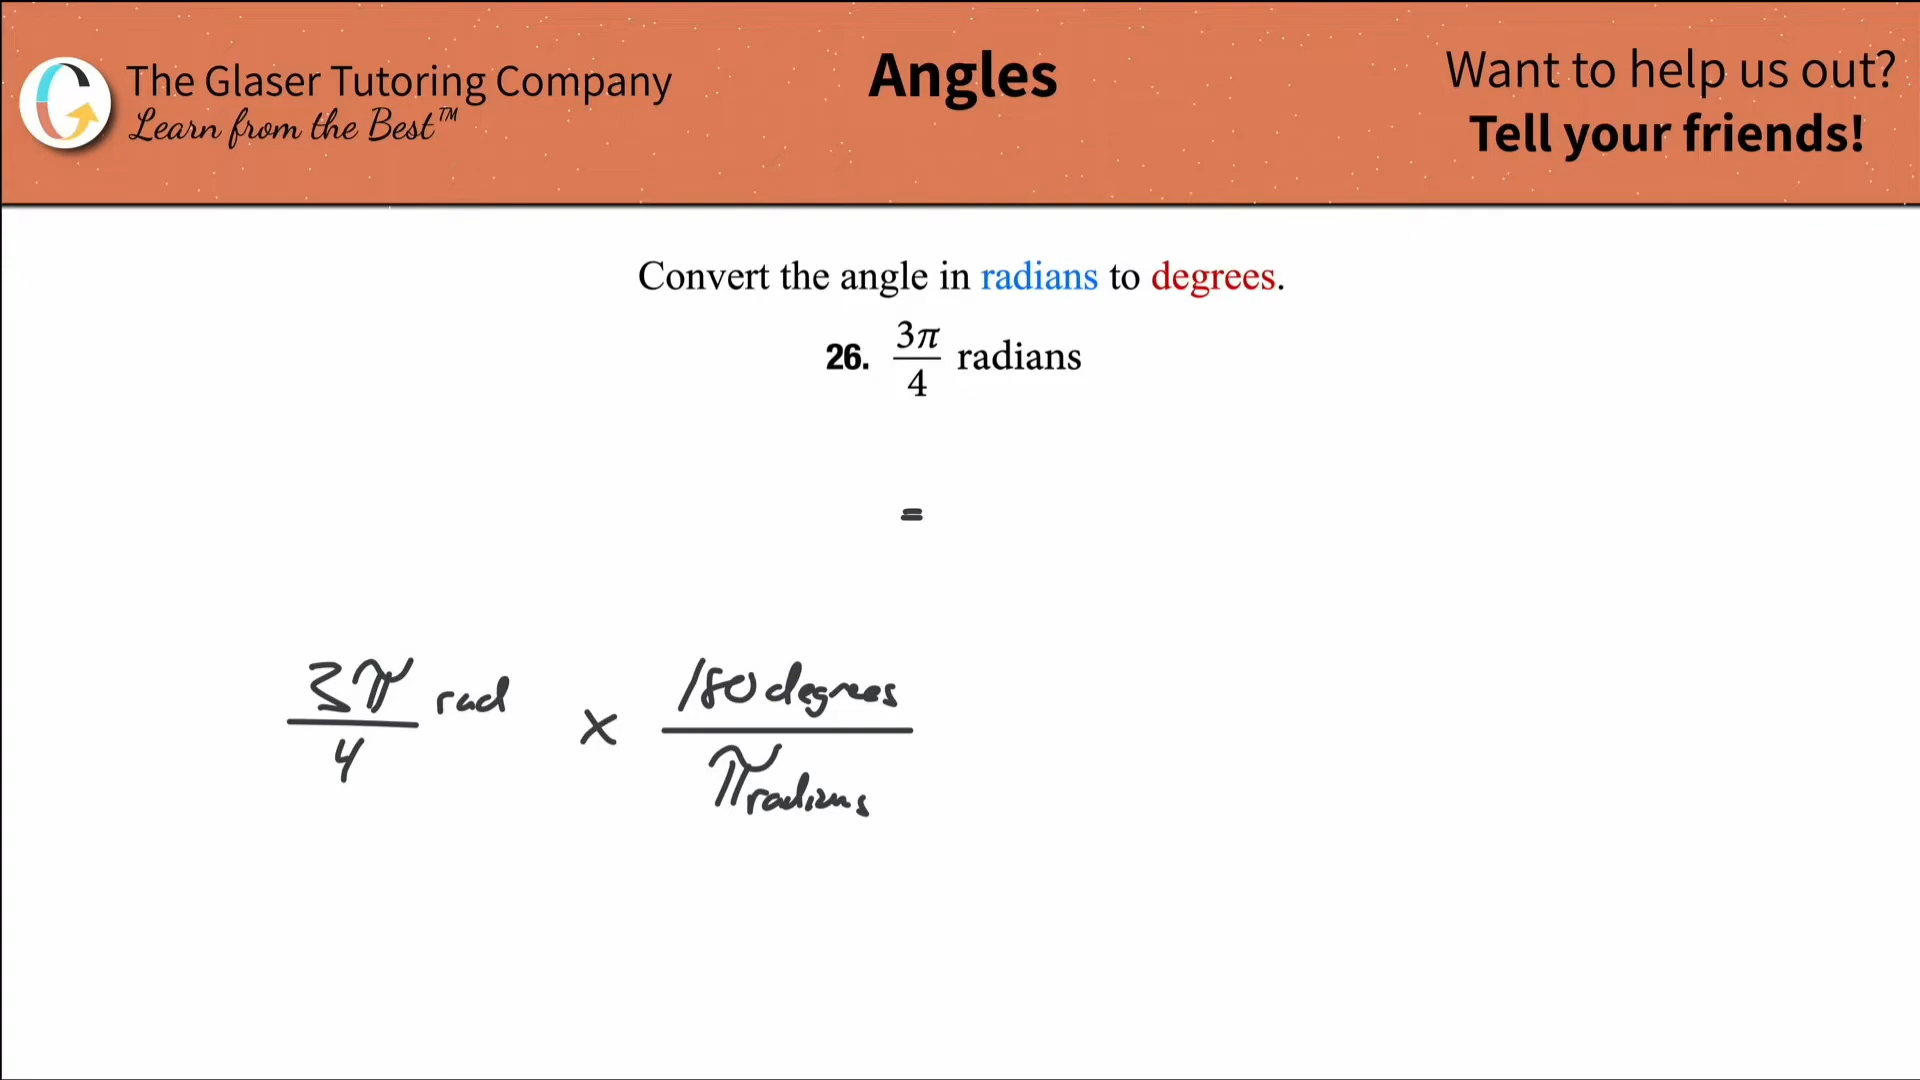 The Glaser Tutoring Company
Learn from the Best™
Angles
Want to help us out?
Tell your friends!
Convert the angle in radians to degrees.
26. 3π/4 radians
=
3π/4 rad × 180 degrees/π radians